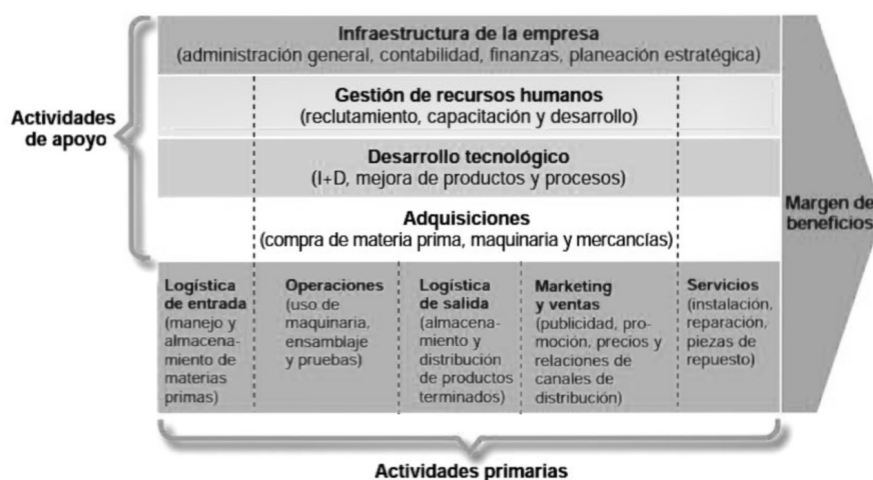 Infraestructura de la empresa
(administración general, contabilidad, finanzas, planeación estratégica)
Gestión de recursos humanos
(reclutamiento, capacitación y desarrollo)
Actividades
de apoyo
Desarrollo tecnológico
(I+D, mejora de productos y procesos)
Adquisiciones
(compra de materia prima, maquinaria y mercancías)
Margen de
beneficios
Logística
de entrada
(manejo y
almacena-
miento de
materias
primas)
Operaciones
(uso de
maquinaria,
ensamblaje
y pruebas)
Logística
de salida
(almacena-
miento y
distribución
de productos
terminados)
Marketing
y ventas
(publicidad, pro-
moción, precios y
relaciones de
canales de
distribución)
Servicios
(instalación,
reparación,
piezas de
repuesto)
Actividades primarias